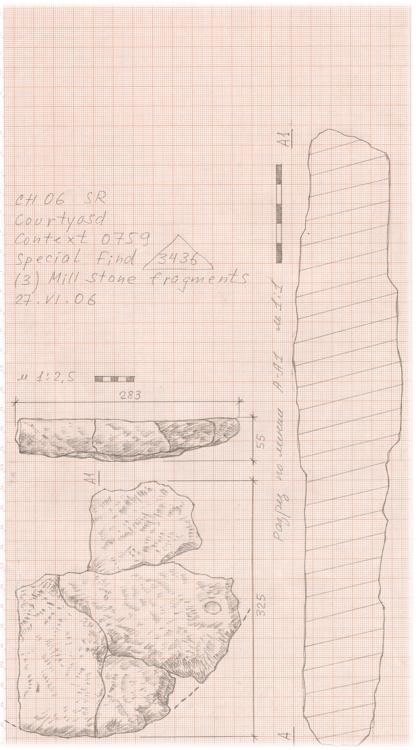 CH 06 SR
Courtyard
Context 0759
Special Find 3436
(3) Mill stone fragments
27.VI.06
м 1:2,5
283
55
A1
325
A1
Разрез по линии A-A1 м 1:1
A